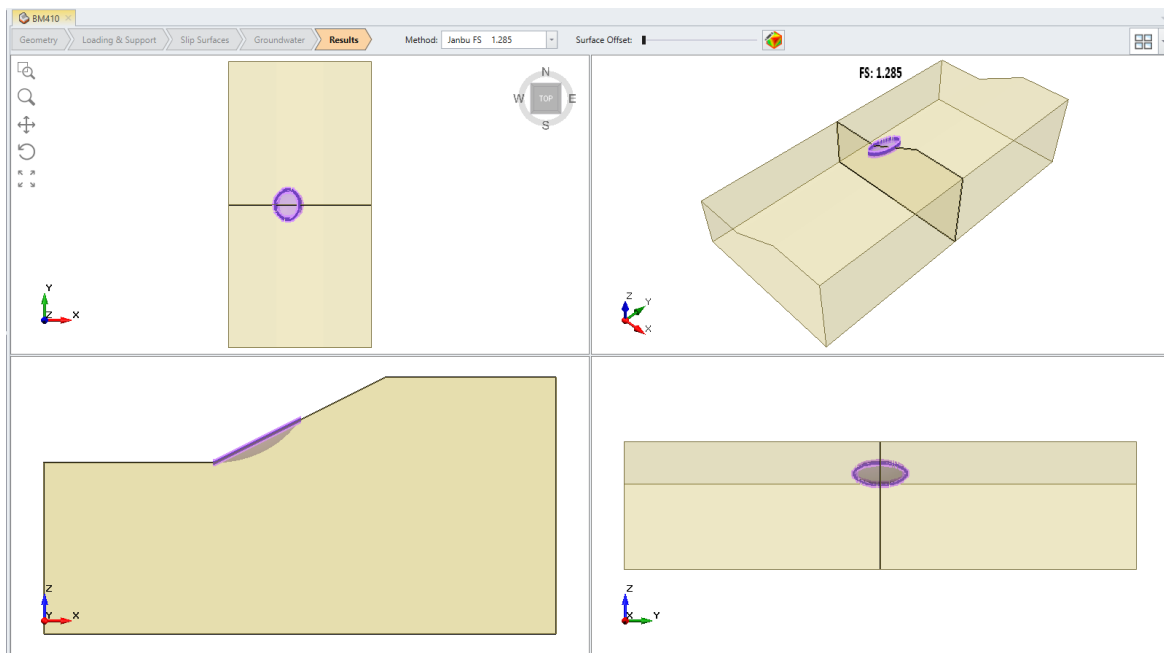 BM410
Geometry Loading & Support Slip Surfaces Groundwater Results Method: Janbu FS 1.285 Surface Offset:
N
W TOP E
S
Y
Z X
FS: 1.285
Z
Y
X
Z
Y X
Z
X Y